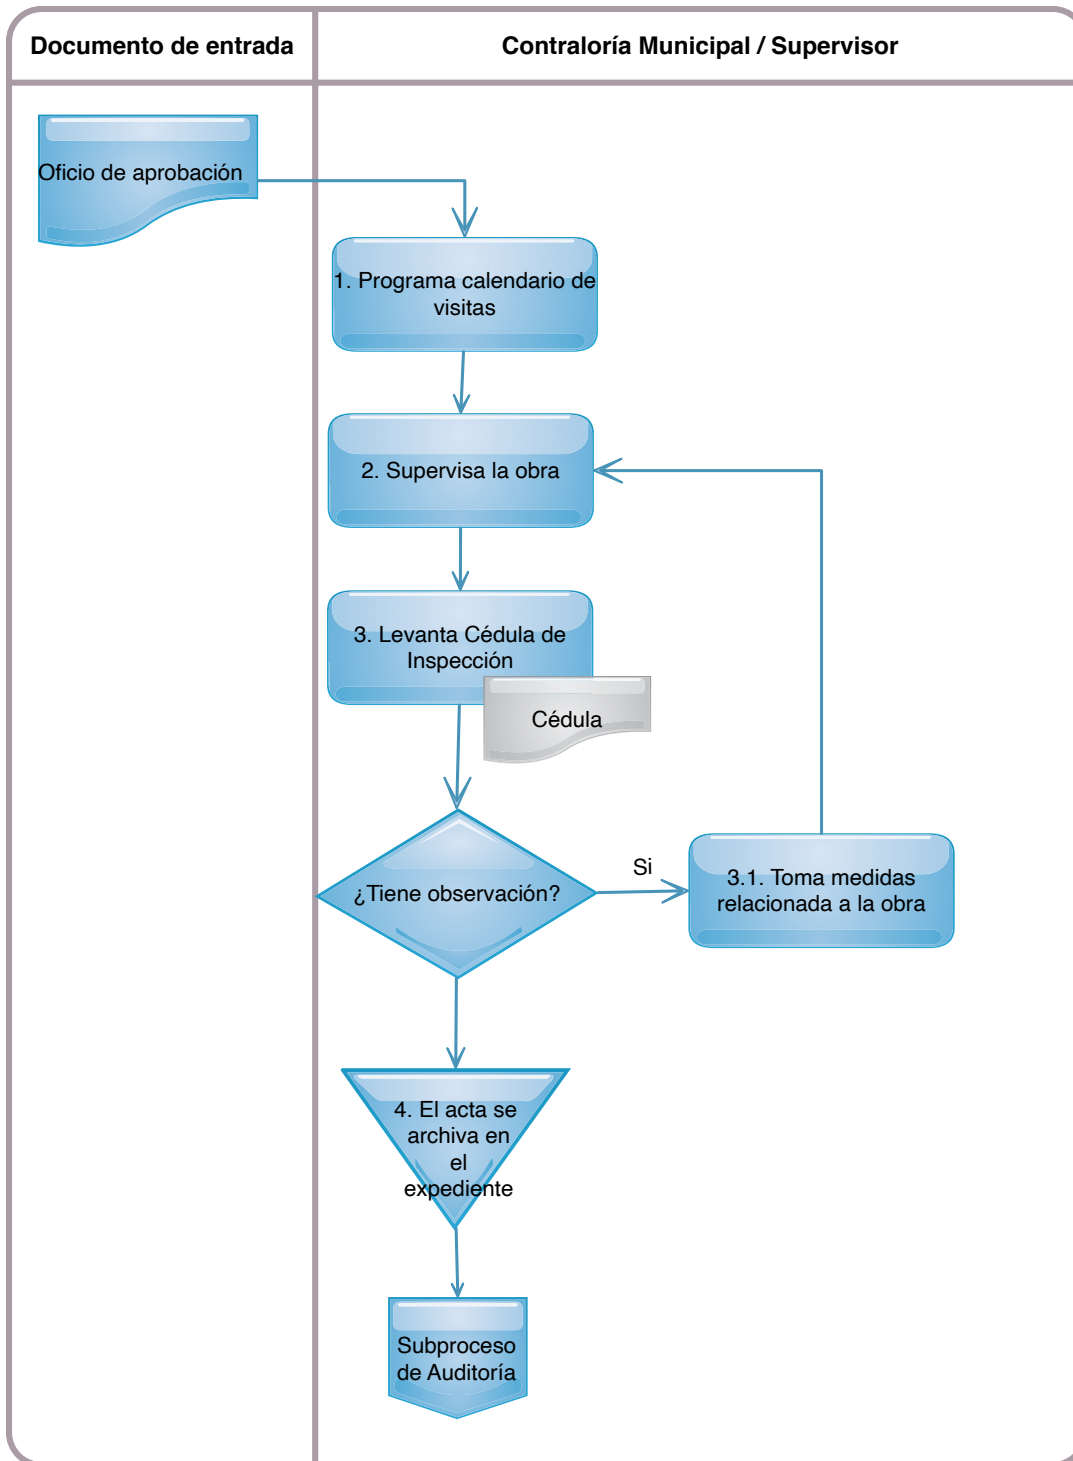 Documento de entrada
Contraloría Municipal / Supervisor
Oficio de aprobación
1. Programa calendario de
visitas
2. Supervisa la obra
3. Levanta Cédula de
Inspección
Cédula
¿Tiene observación?
Si
3.1. Toma medidas
relacionada a la obra
4. El acta se
archiva en
el
expediente
Subproceso
de Auditoría